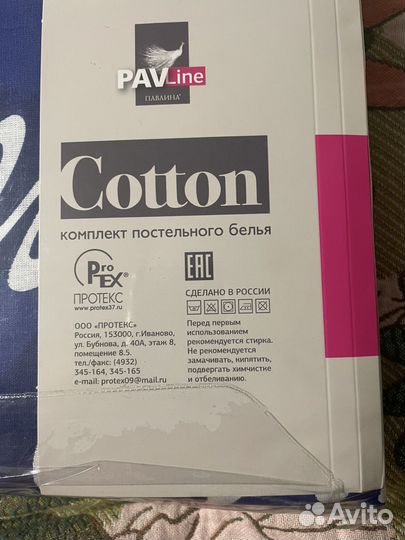 PAVLine
ПАВЛИНА®
Cotton
комплект постельного белья
ProTEX
ПРОТЕКС
www.protex37.ru
EAC
СДЕЛАНО В РОССИИ
ООО "ПРОТЕКС"
Россия, 153000, г.Иваново,
ул. Бубнова, д. 40А, этаж 8,
помещение 8.5.
тел./факс: (4932)
345-164, 345-165
e-mail: protex09@mail.ru
Перед первым
использованием
рекомендуется стирка.
Не рекомендуется
замачивать, кипятить,
подвергать химчистке
и отбеливанию.
Avito